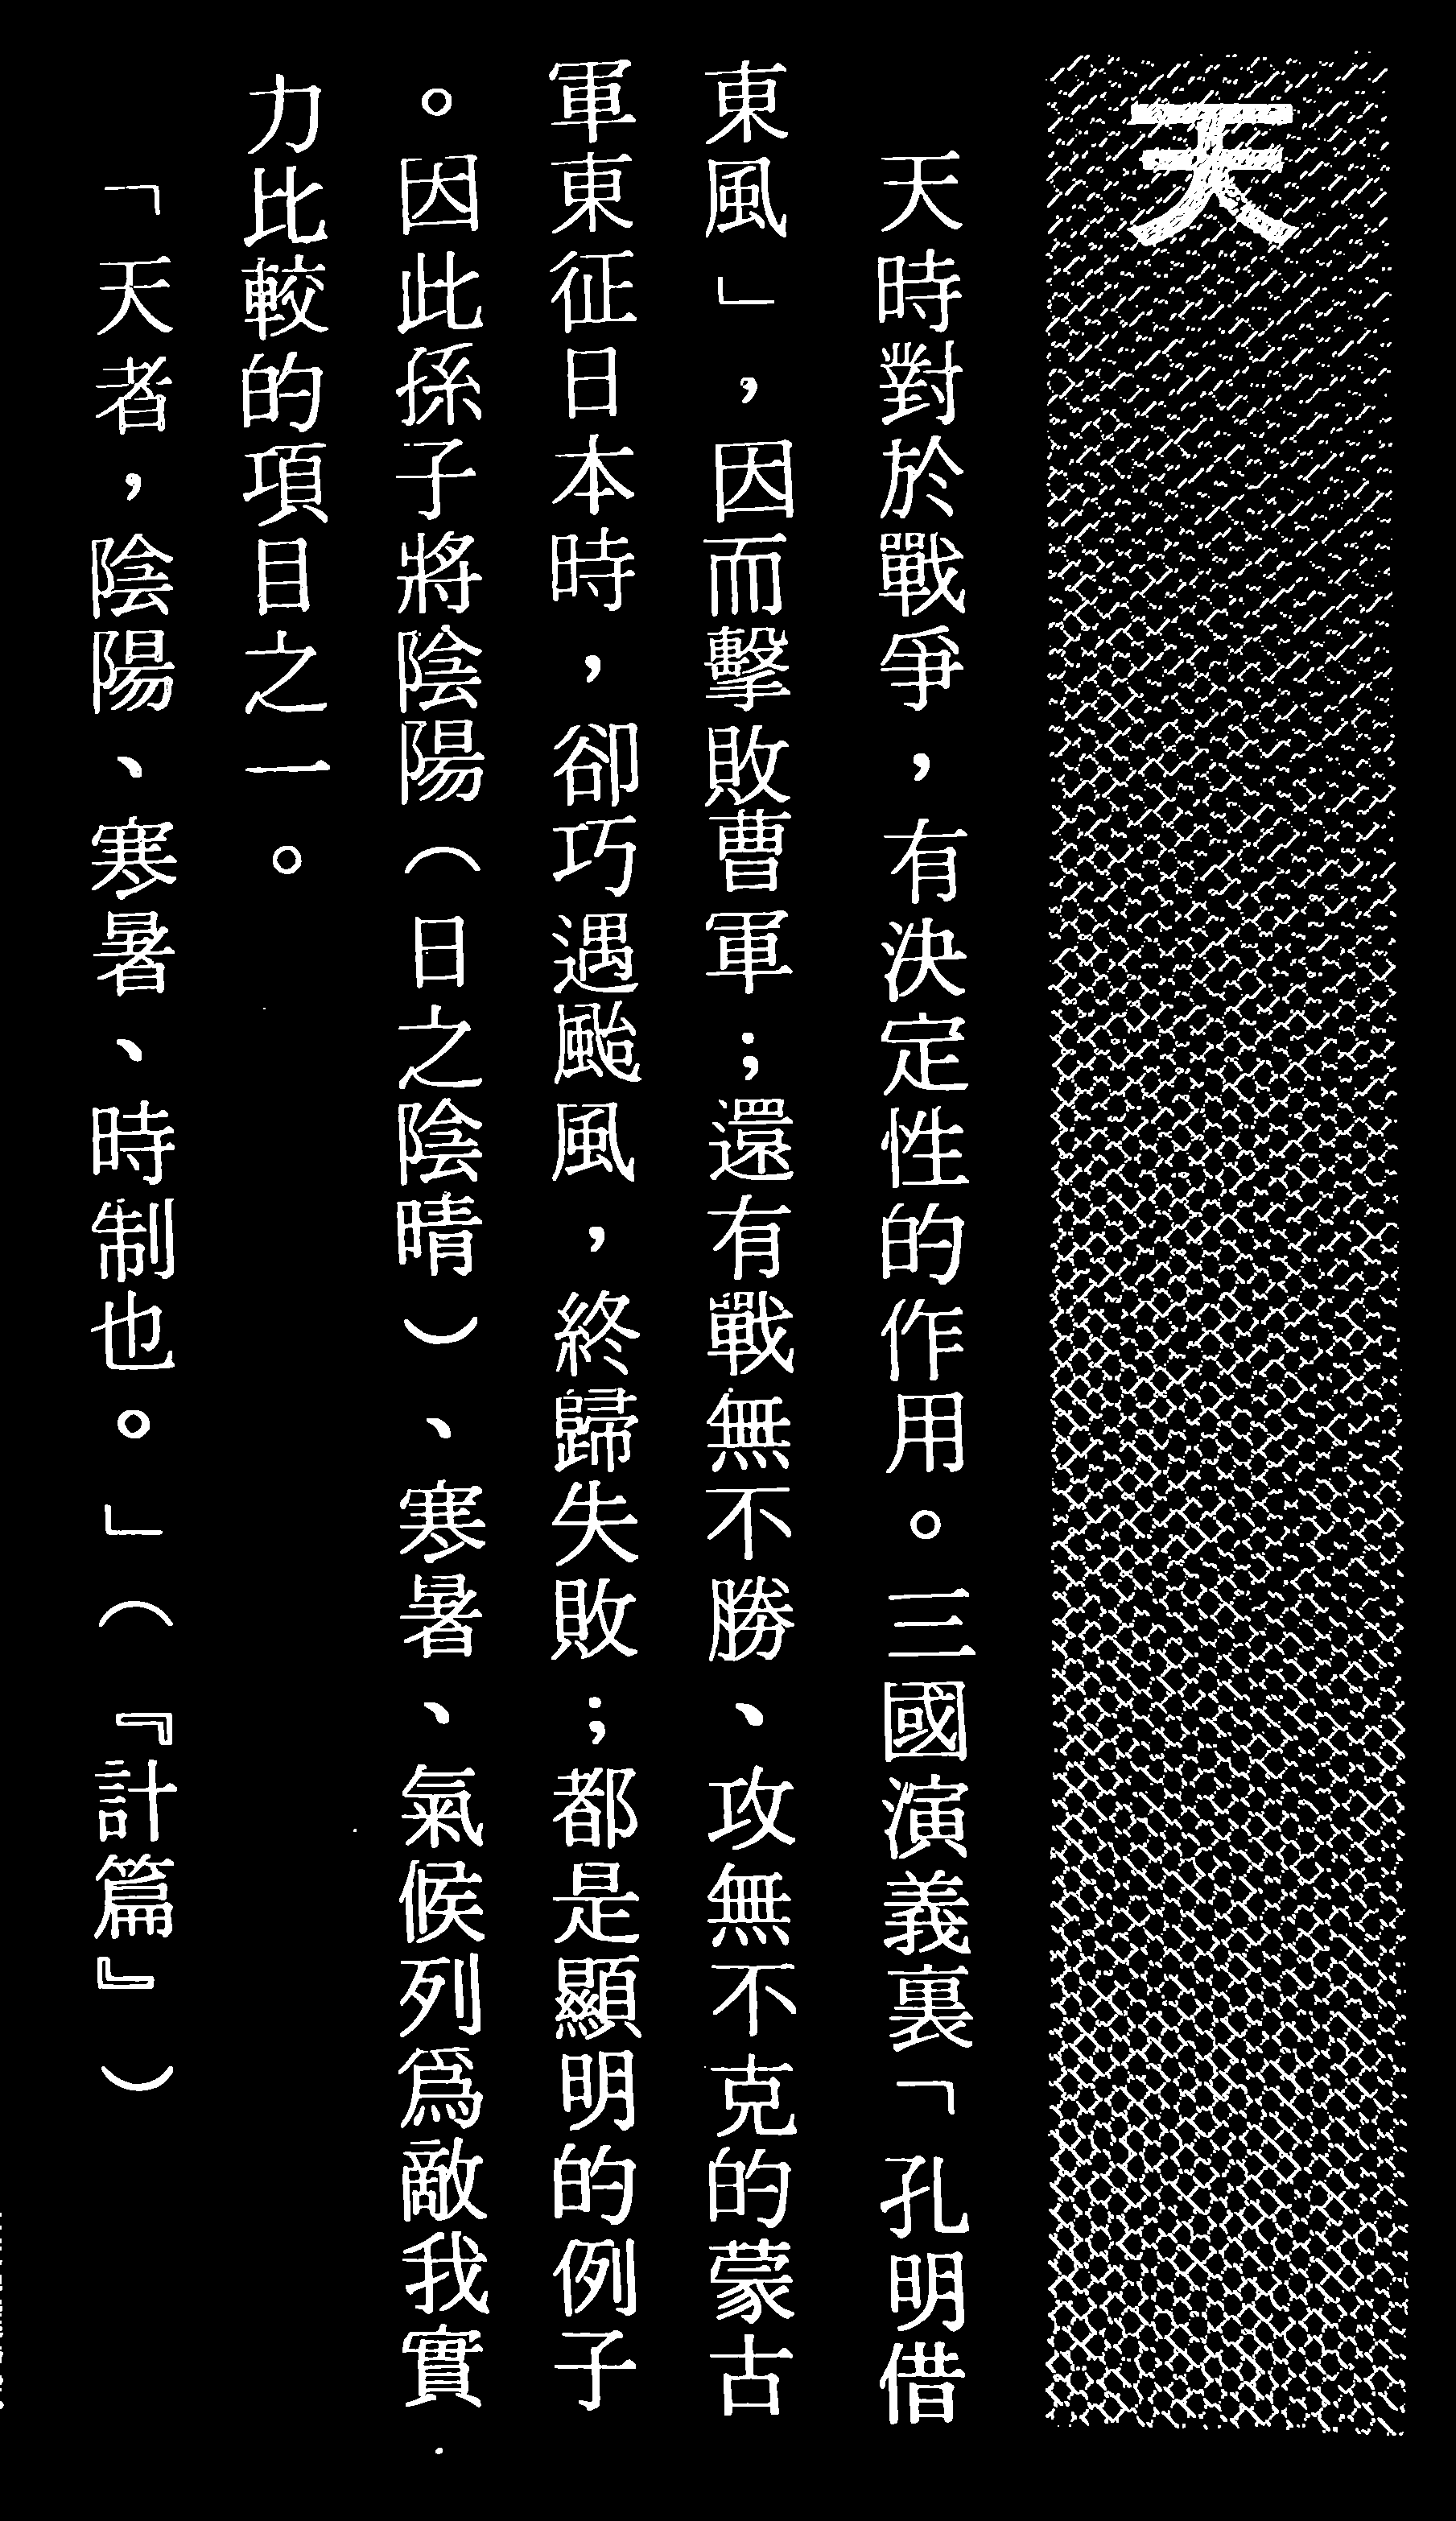 天
天時對於戰爭，有決定性的作用。三國演義裏「孔明借
東風」，因而擊敗曹軍；還有戰無不勝、攻無不克的蒙古
軍東征日本時，卻巧遇颱風，終歸失敗；都是顯明的例子
。因此孫子將陰陽（日之陰晴）、寒暑、氣候列爲敵我實
力比較的項目之一。
「天者，陰陽、寒暑、時制也。」（『計篇』）